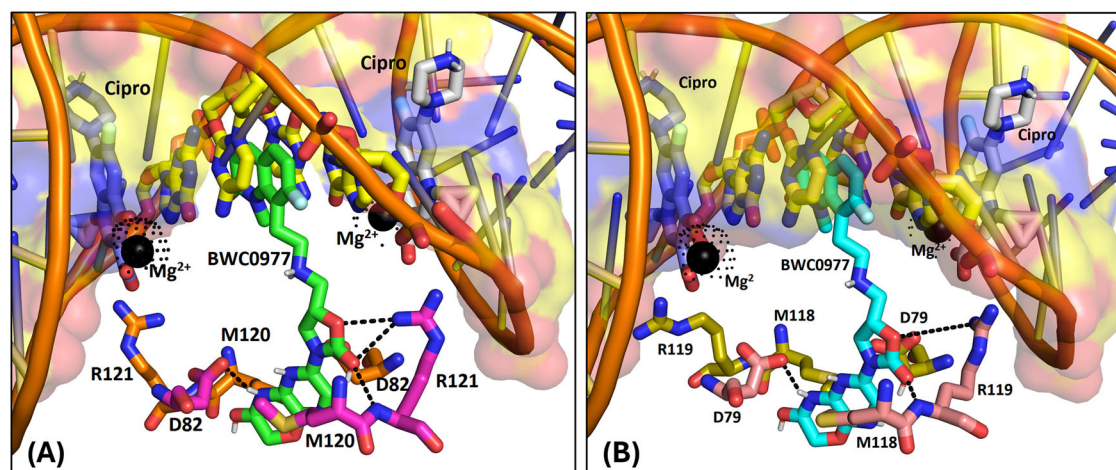 Cipro
Cipro
Mg²⁺
BWC0977
Mg²⁺
M120
R121
D82
R121
D82
M120
(A)
Cipro
Cipro
Mg²⁺
BWC0977
Mg²
M118
D79
R119
R119
D79
M118
(B)